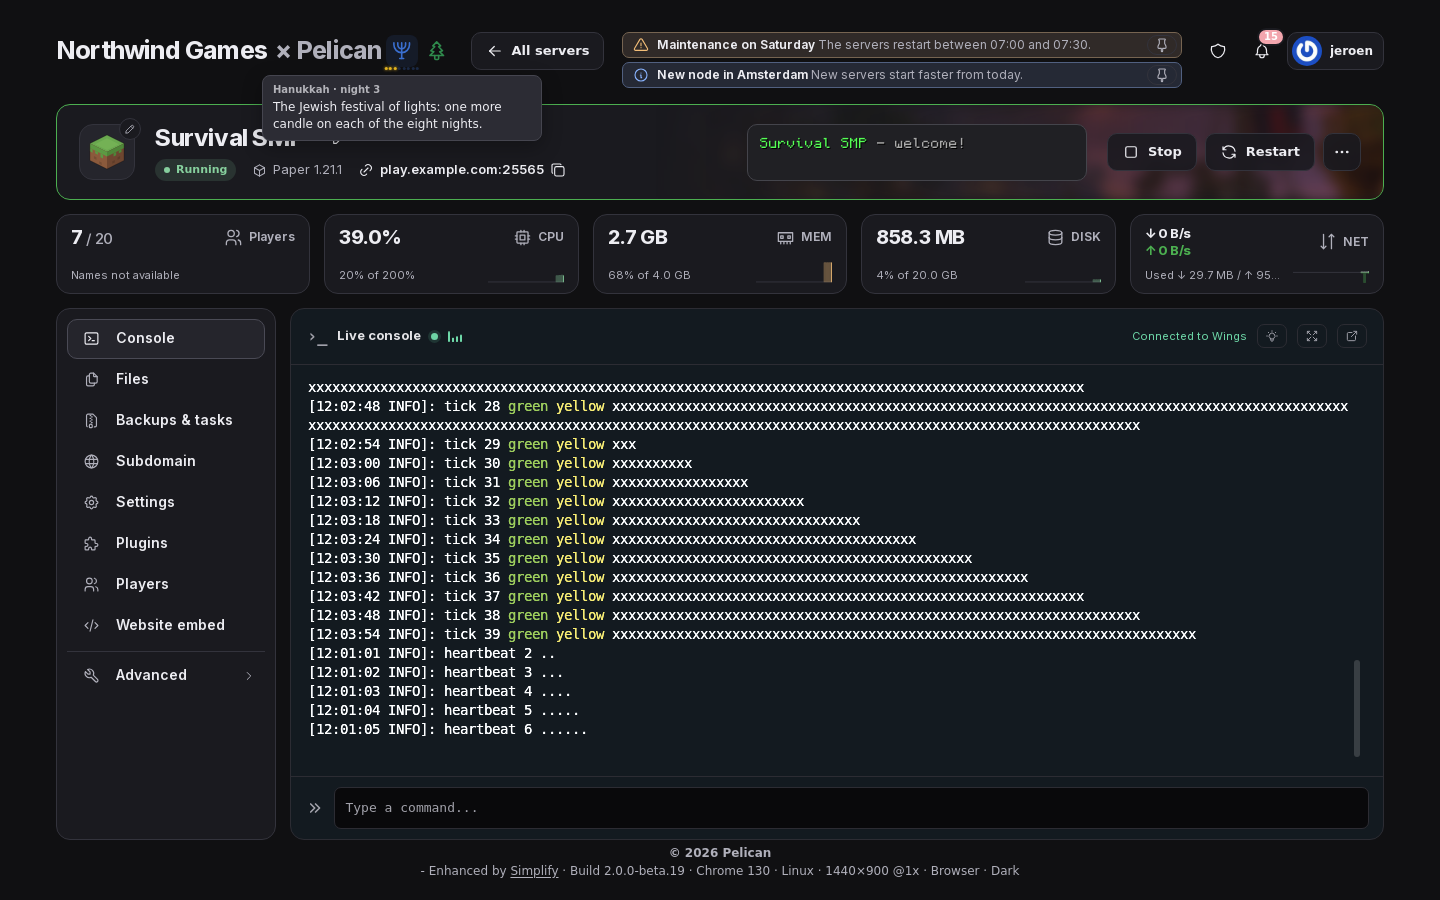 Northwind Games × Pelican
All servers
Maintenance on Saturday The servers restart between 07:00 and 07:30.
New node in Amsterdam New servers start faster from today.
15
jeroen
Hanukkah · night 3
The Jewish festival of lights: one more
candle on each of the eight nights.
Survival SMP
Running
Paper 1.21.1
play.example.com:25565
Survival SMP - welcome!
Stop
Restart
7 / 20
Players
Names not available
39.0%
CPU
20% of 200%
2.7 GB
MEM
68% of 4.0 GB
858.3 MB
DISK
4% of 20.0 GB
↓ 0 B/s
↑ 0 B/s
NET
Used ↓ 29.7 MB / ↑ 95...
Console
Files
Backups & tasks
Subdomain
Settings
Plugins
Players
Website embed
Advanced
Live console
Connected to Wings
xxxxxxxxxxxxxxxxxxxxxxxxxxxxxxxxxxxxxxxxxxxxxxxxxxxxxxxxxxxxxxxxxxxxxxxxxxxxxxxxxxxxxxxxxxxxxxxxx
[12:02:48 INFO]: tick 28 green yellow xxxxxxxxxxxxxxxxxxxxxxxxxxxxxxxxxxxxxxxxxxxxxxxxxxxxxxxxxxxxxxxxxxxxxxxxxxxxxxxxxxxxxxxxxxxx
xxxxxxxxxxxxxxxxxxxxxxxxxxxxxxxxxxxxxxxxxxxxxxxxxxxxxxxxxxxxxxxxxxxxxxxxxxxxxxxxxxxxxxxxxxxxxxxxxxxxxxxx
[12:02:54 INFO]: tick 29 green yellow xxx
[12:03:00 INFO]: tick 30 green yellow xxxxxxxxxx
[12:03:06 INFO]: tick 31 green yellow xxxxxxxxxxxxxxxxx
[12:03:12 INFO]: tick 32 green yellow xxxxxxxxxxxxxxxxxxxxxxxx
[12:03:18 INFO]: tick 33 green yellow xxxxxxxxxxxxxxxxxxxxxxxxxxxxxxx
[12:03:24 INFO]: tick 34 green yellow xxxxxxxxxxxxxxxxxxxxxxxxxxxxxxxxxxxxxx
[12:03:30 INFO]: tick 35 green yellow xxxxxxxxxxxxxxxxxxxxxxxxxxxxxxxxxxxxxxxxxxxxx
[12:03:36 INFO]: tick 36 green yellow xxxxxxxxxxxxxxxxxxxxxxxxxxxxxxxxxxxxxxxxxxxxxxxxxxxx
[12:03:42 INFO]: tick 37 green yellow xxxxxxxxxxxxxxxxxxxxxxxxxxxxxxxxxxxxxxxxxxxxxxxxxxxxxxxxxxx
[12:03:48 INFO]: tick 38 green yellow xxxxxxxxxxxxxxxxxxxxxxxxxxxxxxxxxxxxxxxxxxxxxxxxxxxxxxxxxxxxxxxxxx
[12:03:54 INFO]: tick 39 green yellow xxxxxxxxxxxxxxxxxxxxxxxxxxxxxxxxxxxxxxxxxxxxxxxxxxxxxxxxxxxxxxxxxxxxxxxxx
[12:01:01 INFO]: heartbeat 2 ..
[12:01:02 INFO]: heartbeat 3 ...
[12:01:03 INFO]: heartbeat 4 ....
[12:01:04 INFO]: heartbeat 5 .....
[12:01:05 INFO]: heartbeat 6 ......
Type a command...
© 2026 Pelican
- Enhanced by Simplify · Build 2.0.0-beta.19 · Chrome 130 · Linux · 1440×900 @1x · Browser · Dark